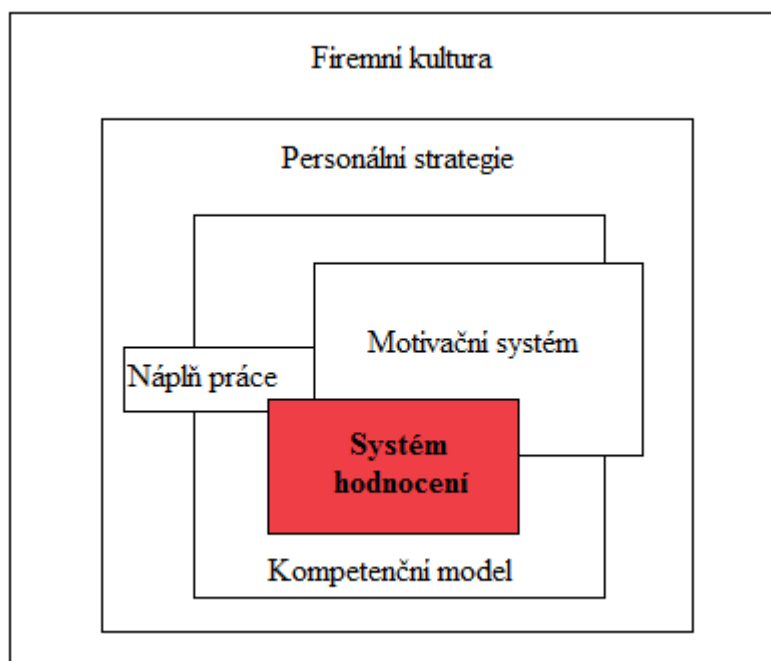 Firemní kultura
Personální strategie
Motivační systém
Náplň práce
Systém
hodnocení
Kompetenční model